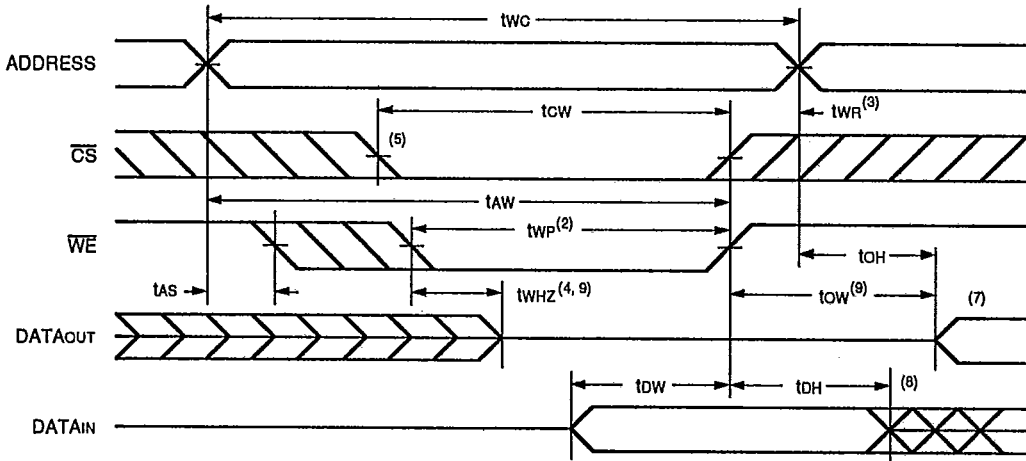 tWC
ADDRESS
tCW
tWR(3)
CS
(5)
tAW
WE
tWP(2)
tOH
tAS
tWHZ(4, 9)
tOW(9)
DATAOUT
(7)
tDW
tDH
(8)
DATAIN